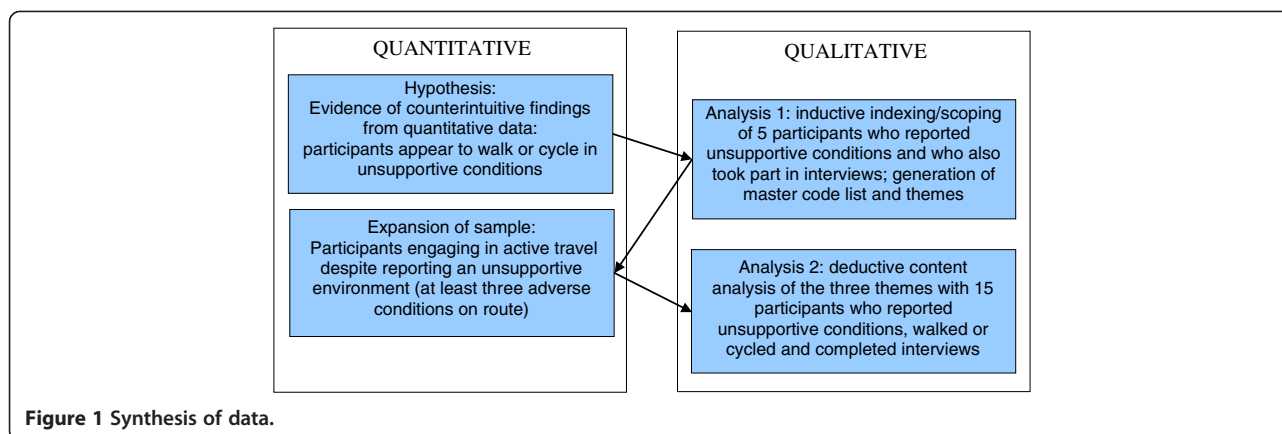 QUANTITATIVE
Hypothesis:
Evidence of counterintuitive findings
from quantitative data:
participants appear to walk or cycle in
unsupportive conditions
Expansion of sample:
Participants engaging in active travel
despite reporting an unsupportive
environment (at least three adverse
conditions on route)
QUALITATIVE
Analysis 1: inductive indexing/scoping
of 5 participants who reported
unsupportive conditions and who also
took part in interviews; generation of
master code list and themes
Analysis 2: deductive content
analysis of the three themes with 15
participants who reported
unsupportive conditions, walked or
cycled and completed interviews
Figure 1 Synthesis of data.